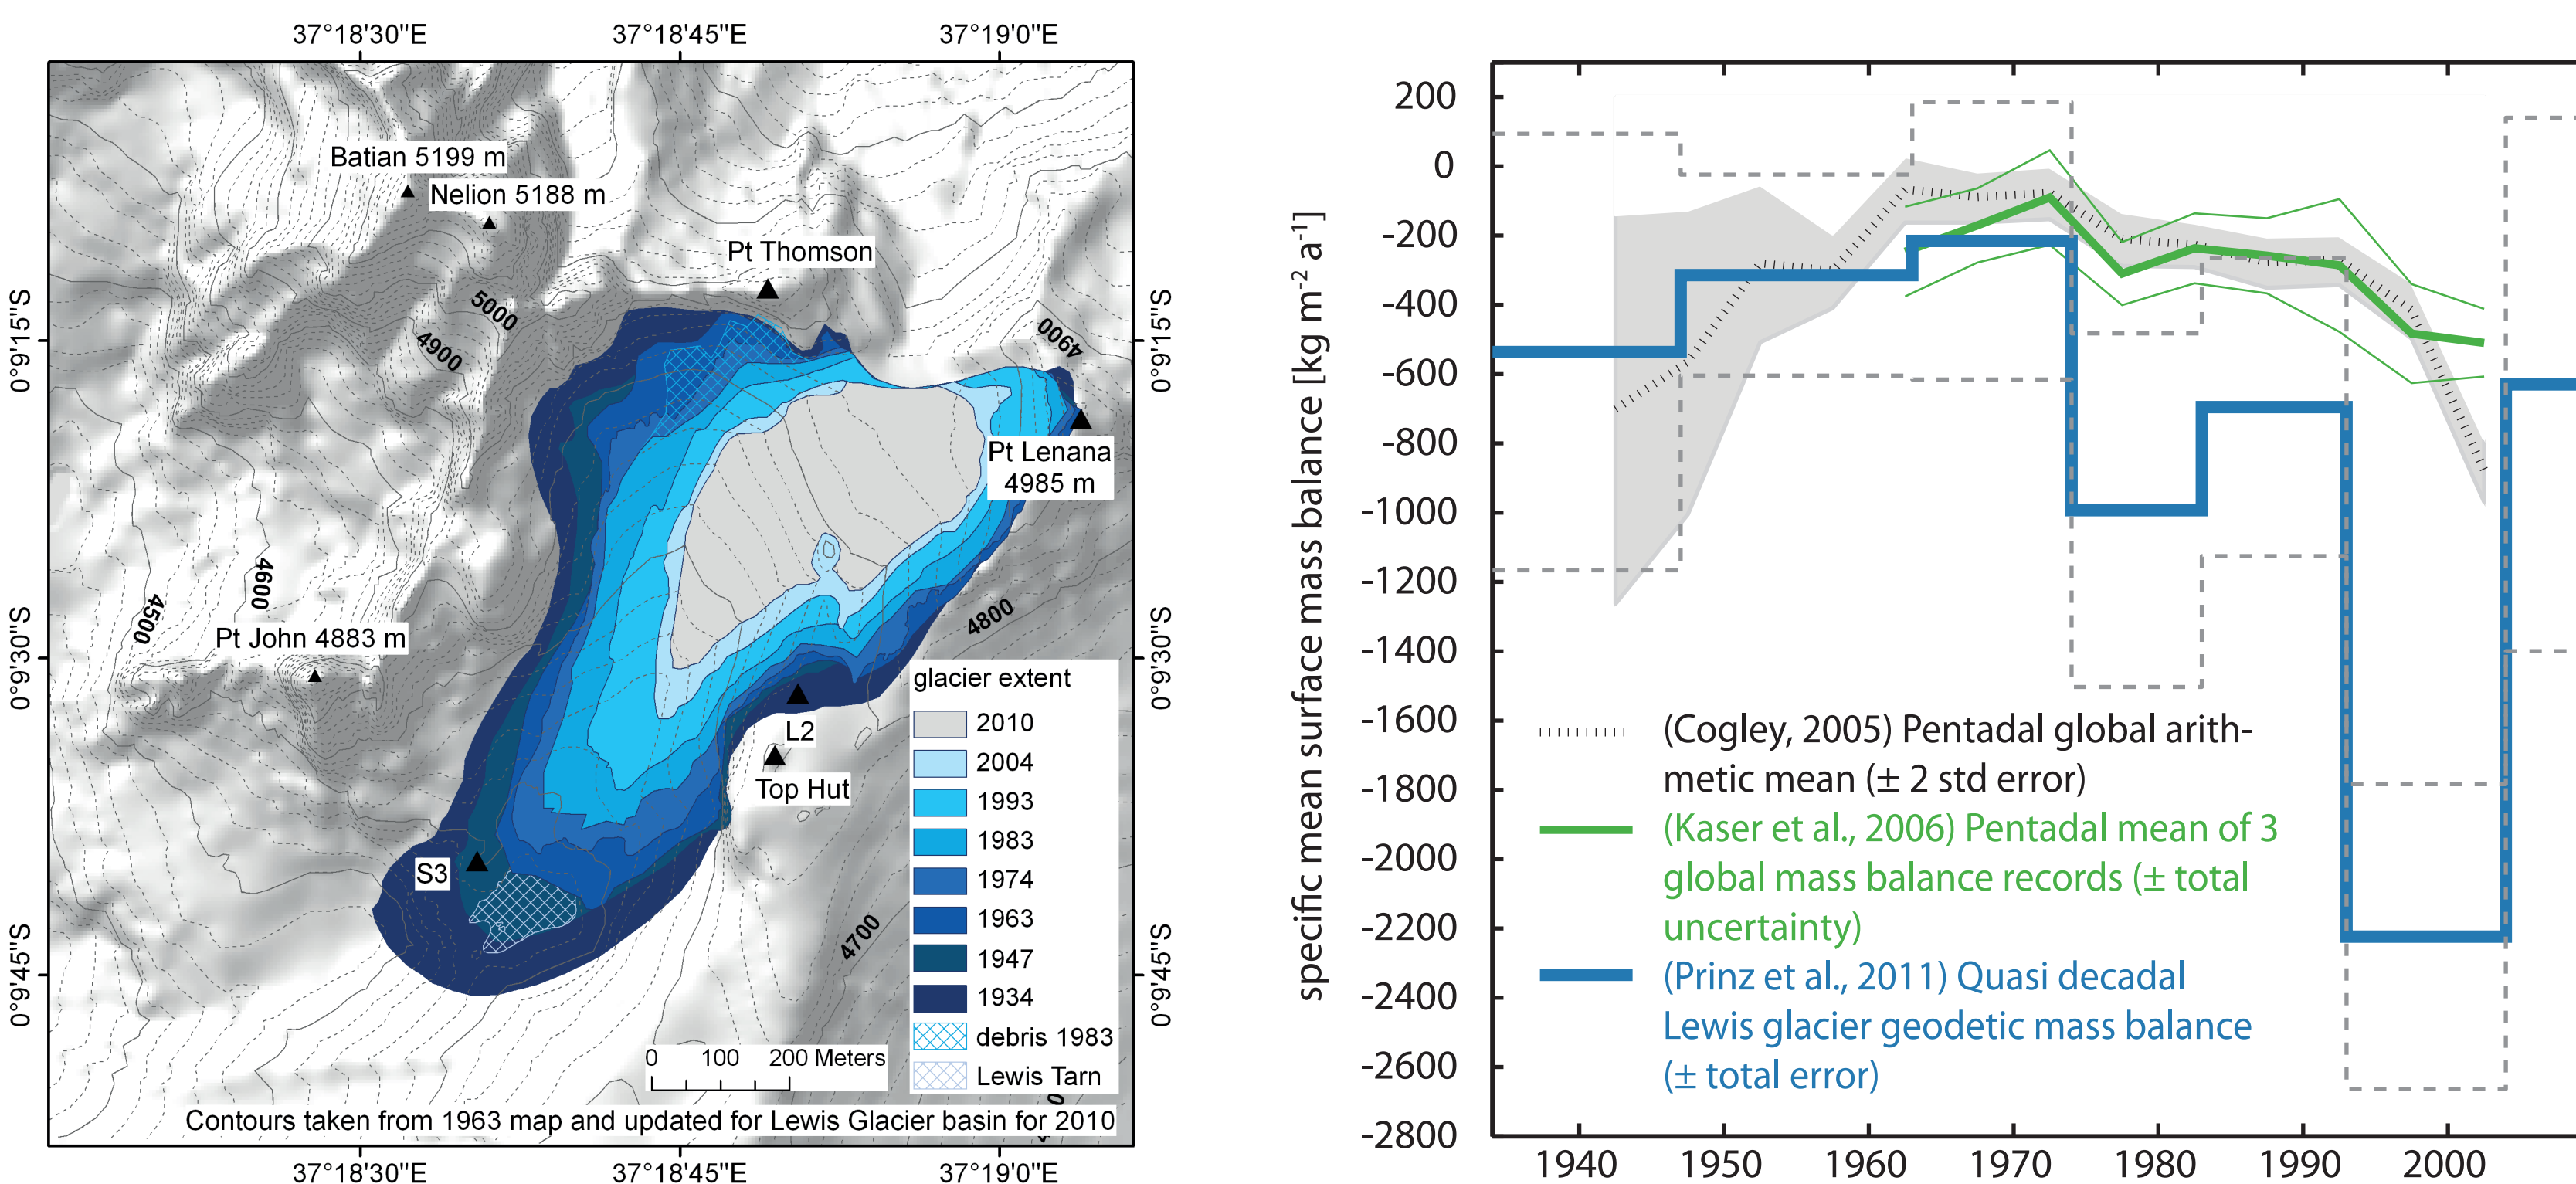 37°18'30"E 37°18'45"E 37°19'0"E
Batian 5199 m
Nelion 5188 m
Pt Thomson
5000
4900
4900
0°9'15"S
0°9'15"S
Pt Lenana
4985 m
4600
4500
Pt John 4883 m
4800
0°9'30"S
0°9'30"S
L2
Top Hut
S3
4700
0°9'45"S
0°9'45"S
glacier extent
2010
2004
1993
1983
1974
1963
1947
1934
debris 1983
Lewis Tarn
0 100 200 Meters
Contours taken from 1963 map and updated for Lewis Glacier basin for 2010
37°18'30"E 37°18'45"E 37°19'0"E
specific mean surface mass balance [kg m⁻² a⁻¹]
200
0
-200
-400
-600
-800
-1000
-1200
-1400
-1600
-1800
-2000
-2200
-2400
-2600
-2800
(Cogley, 2005) Pentadal global arith-
metic mean (± 2 std error)
(Kaser et al., 2006) Pentadal mean of 3
global mass balance records (± total
uncertainty)
(Prinz et al., 2011) Quasi decadal
Lewis glacier geodetic mass balance
(± total error)
1940 1950 1960 1970 1980 1990 2000